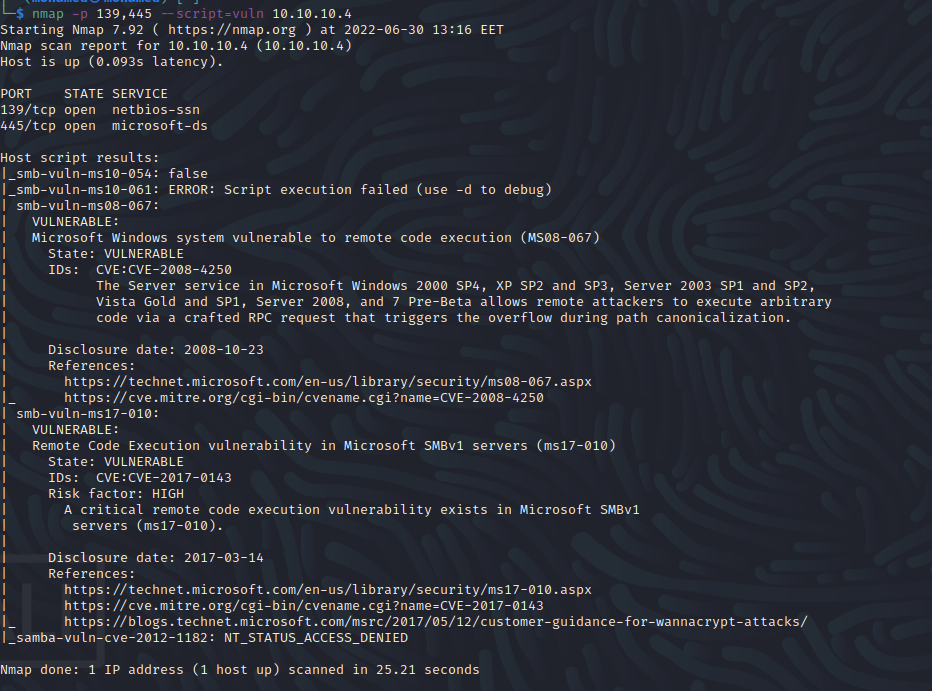 (mohamed㉿mohamed)-[~]
└─$ nmap -p 139,445 --script=vuln 10.10.10.4
Starting Nmap 7.92 ( https://nmap.org ) at 2022-06-30 13:16 EET
Nmap scan report for 10.10.10.4 (10.10.10.4)
Host is up (0.093s latency).

PORT    STATE SERVICE
139/tcp open  netbios-ssn
445/tcp open  microsoft-ds

Host script results:
|_smb-vuln-ms10-054: false
|_smb-vuln-ms10-061: ERROR: Script execution failed (use -d to debug)
| smb-vuln-ms08-067:
|   VULNERABLE:
|   Microsoft Windows system vulnerable to remote code execution (MS08-067)
|     State: VULNERABLE
|     IDs:  CVE:CVE-2008-4250
|           The Server service in Microsoft Windows 2000 SP4, XP SP2 and SP3, Server 2003 SP1 and SP2,
|           Vista Gold and SP1, Server 2008, and 7 Pre-Beta allows remote attackers to execute arbitrary
|           code via a crafted RPC request that triggers the overflow during path canonicalization.
|
|     Disclosure date: 2008-10-23
|     References:
|       https://technet.microsoft.com/en-us/library/security/ms08-067.aspx
|_      https://cve.mitre.org/cgi-bin/cvename.cgi?name=CVE-2008-4250
| smb-vuln-ms17-010:
|   VULNERABLE:
|   Remote Code Execution vulnerability in Microsoft SMBv1 servers (ms17-010)
|     State: VULNERABLE
|     IDs:  CVE:CVE-2017-0143
|     Risk factor: HIGH
|       A critical remote code execution vulnerability exists in Microsoft SMBv1
|        servers (ms17-010).
|
|     Disclosure date: 2017-03-14
|     References:
|       https://technet.microsoft.com/en-us/library/security/ms17-010.aspx
|       https://cve.mitre.org/cgi-bin/cvename.cgi?name=CVE-2017-0143
|_      https://blogs.technet.microsoft.com/msrc/2017/05/12/customer-guidance-for-wannacrypt-attacks/
|_samba-vuln-cve-2012-1182: NT_STATUS_ACCESS_DENIED

Nmap done: 1 IP address (1 host up) scanned in 25.21 seconds